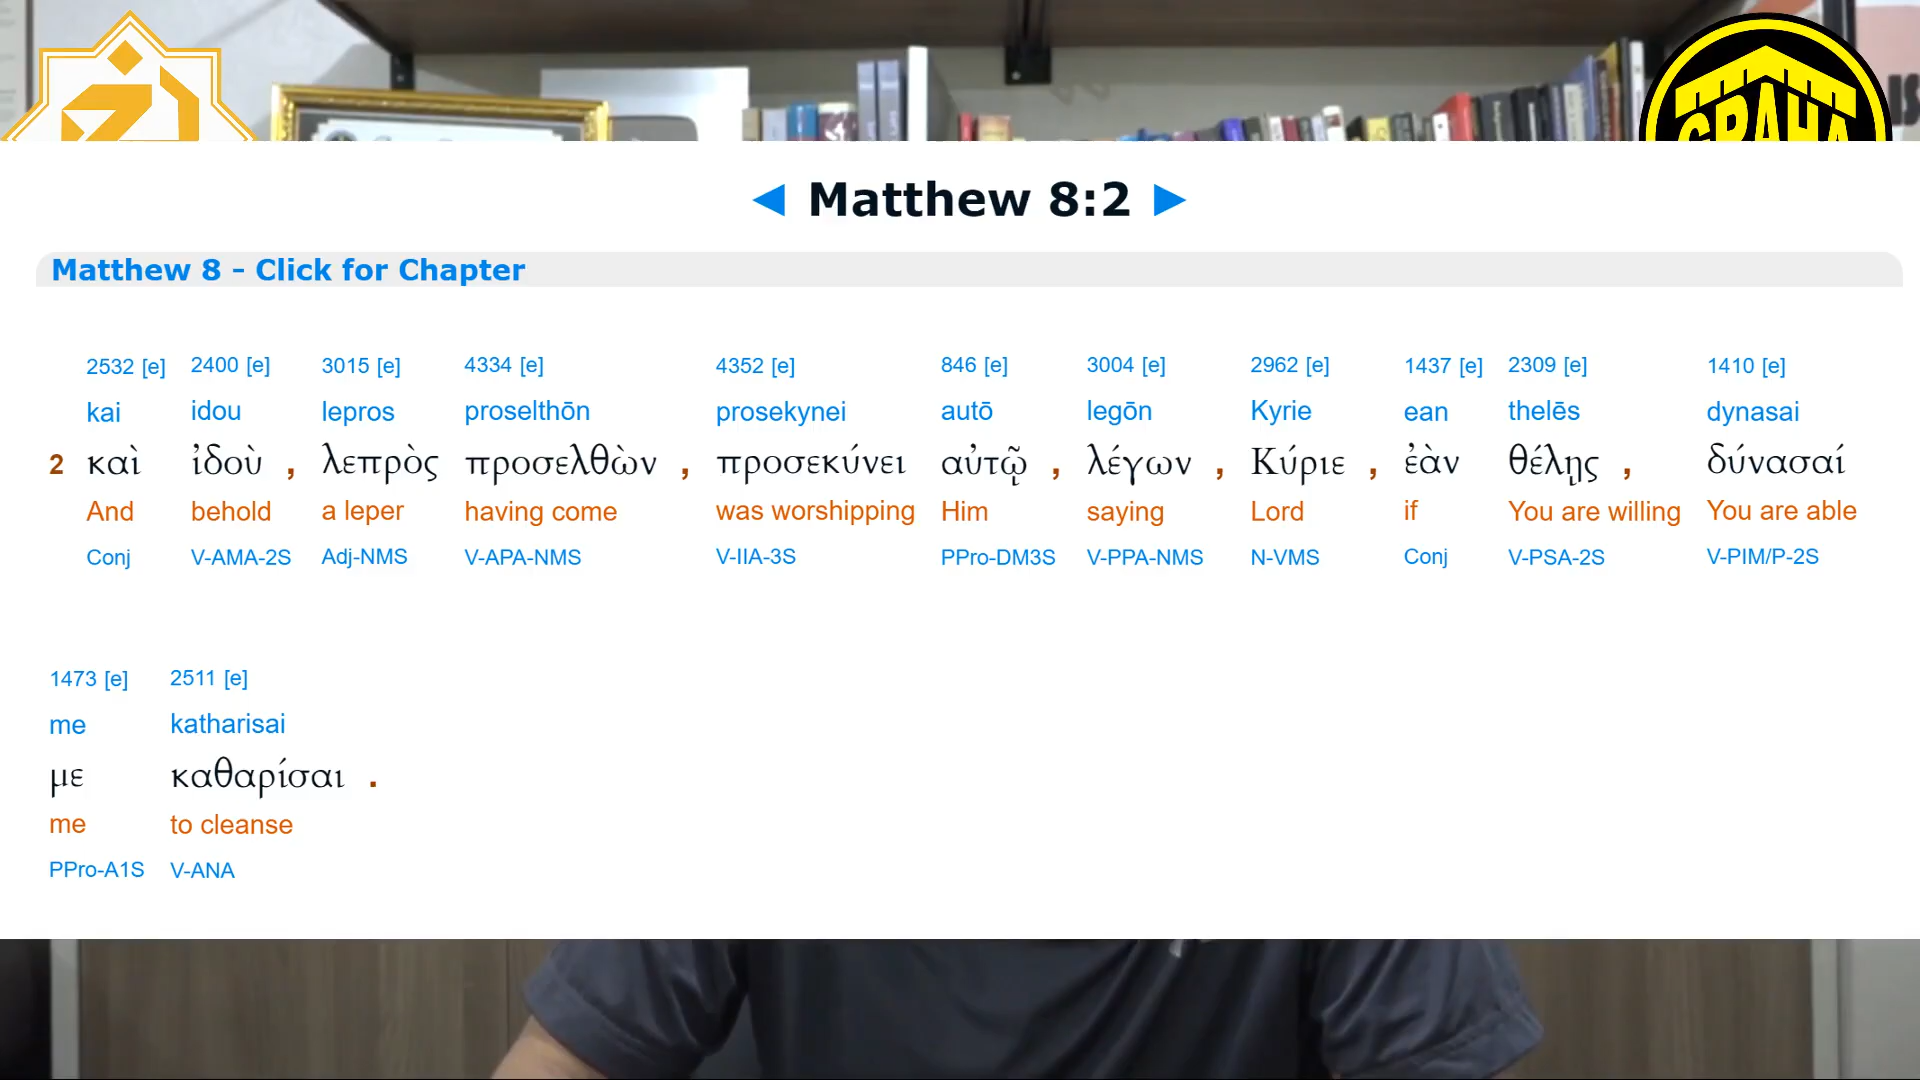 GRAHA
◄ Matthew 8:2 ►
Matthew 8 - Click for Chapter
2532 [e] 2400 [e] 3015 [e] 4334 [e] 4352 [e] 846 [e] 3004 [e] 2962 [e] 1437 [e] 2309 [e] 1410 [e]
kai idou lepros proselthōn prosekynei autō legōn Kyrie ean thelēs dynasai
2 καὶ ἰδοὺ , λεπρὸς προσελθὼν , προσεκύνει αὐτῷ , λέγων , Κύριε , ἐὰν θέλῃς , δύνασαί
And behold a leper having come was worshipping Him saying Lord if You are willing You are able
Conj V-AMA-2S Adj-NMS V-APA-NMS V-IIA-3S PPro-DM3S V-PPA-NMS N-VMS Conj V-PSA-2S V-PIM/P-2S
1473 [e] 2511 [e]
me katharisai
με καθαρίσαι .
me to cleanse
PPro-A1S V-ANA